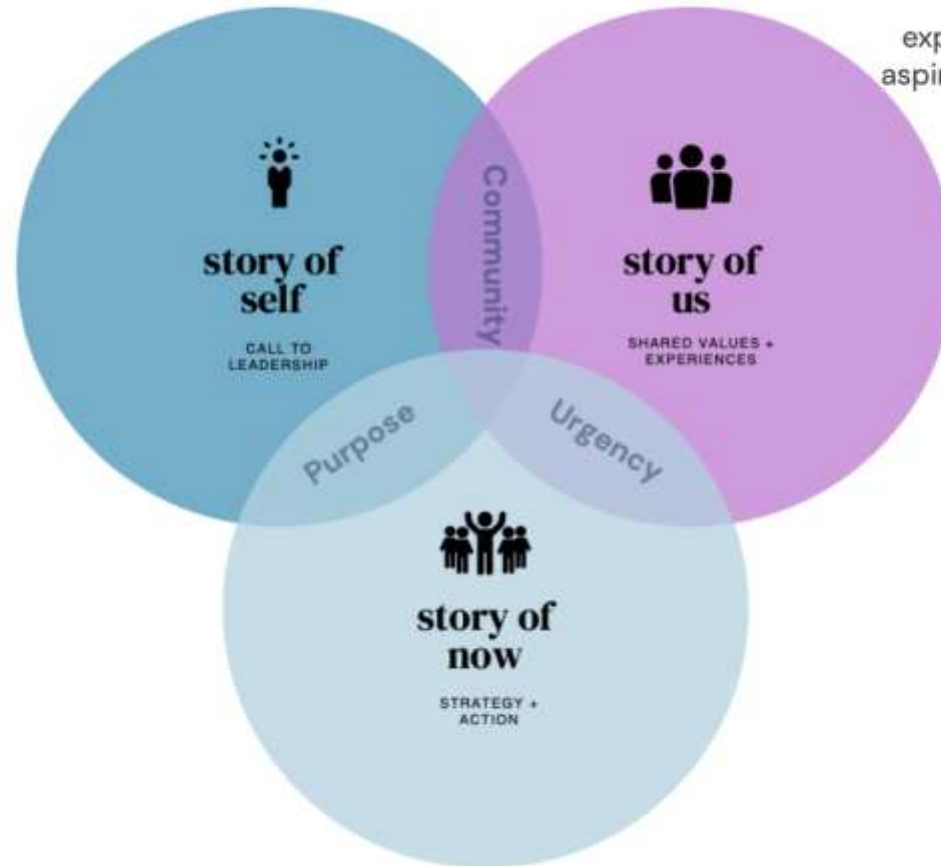 story of
self
CALL TO
LEADERSHIP
Community
story of
us
SHARED VALUES +
EXPERIENCES
Purpose
Urgency
story of
now
STRATEGY +
ACTION